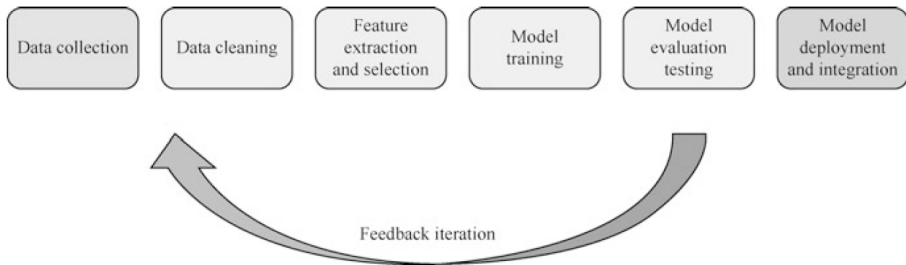 Data collection
Data cleaning
Feature
extraction
and selection
Model
training
Model
evaluation
testing
Model
deployment
and integration
Feedback iteration